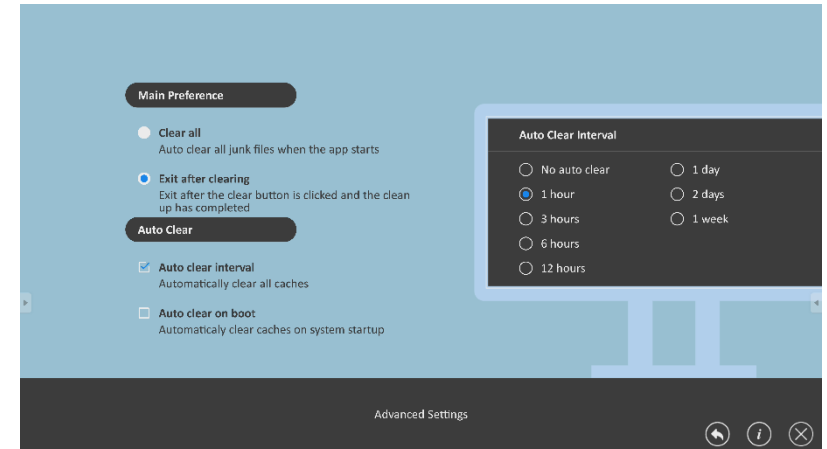 Main Preference
Clear all
Auto clear all junk files when the app starts
Exit after clearing
Exit after the clear button is clicked and the clean
up has completed
Auto Clear
Auto clear interval
Automatically clear all caches
Auto clear on boot
Automaticaly clear caches on system startup
Auto Clear Interval
No auto clear
1 hour
3 hours
6 hours
12 hours
1 day
2 days
1 week
Advanced Settings